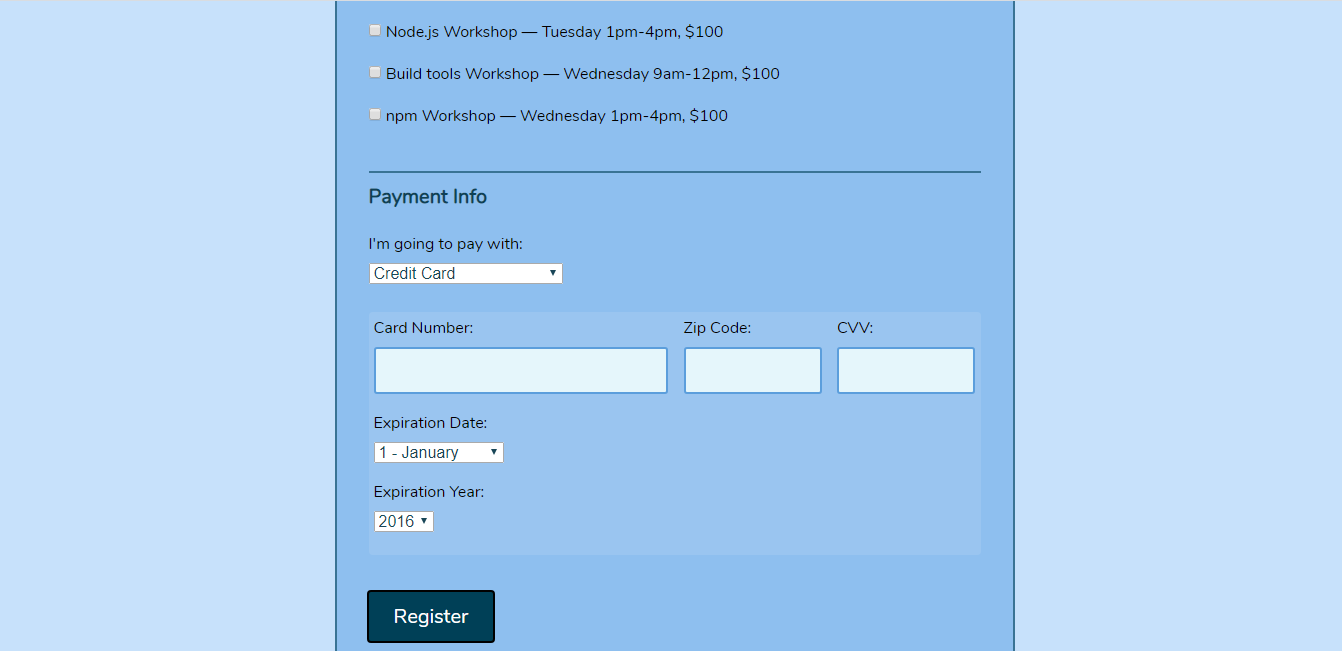 Node.js Workshop — Tuesday 1pm-4pm, $100
Build tools Workshop — Wednesday 9am-12pm, $100
npm Workshop — Wednesday 1pm-4pm, $100
Payment Info
I'm going to pay with:
Credit Card
Card Number: Zip Code: CVV:
Expiration Date:
1 - January
Expiration Year:
2016
Register